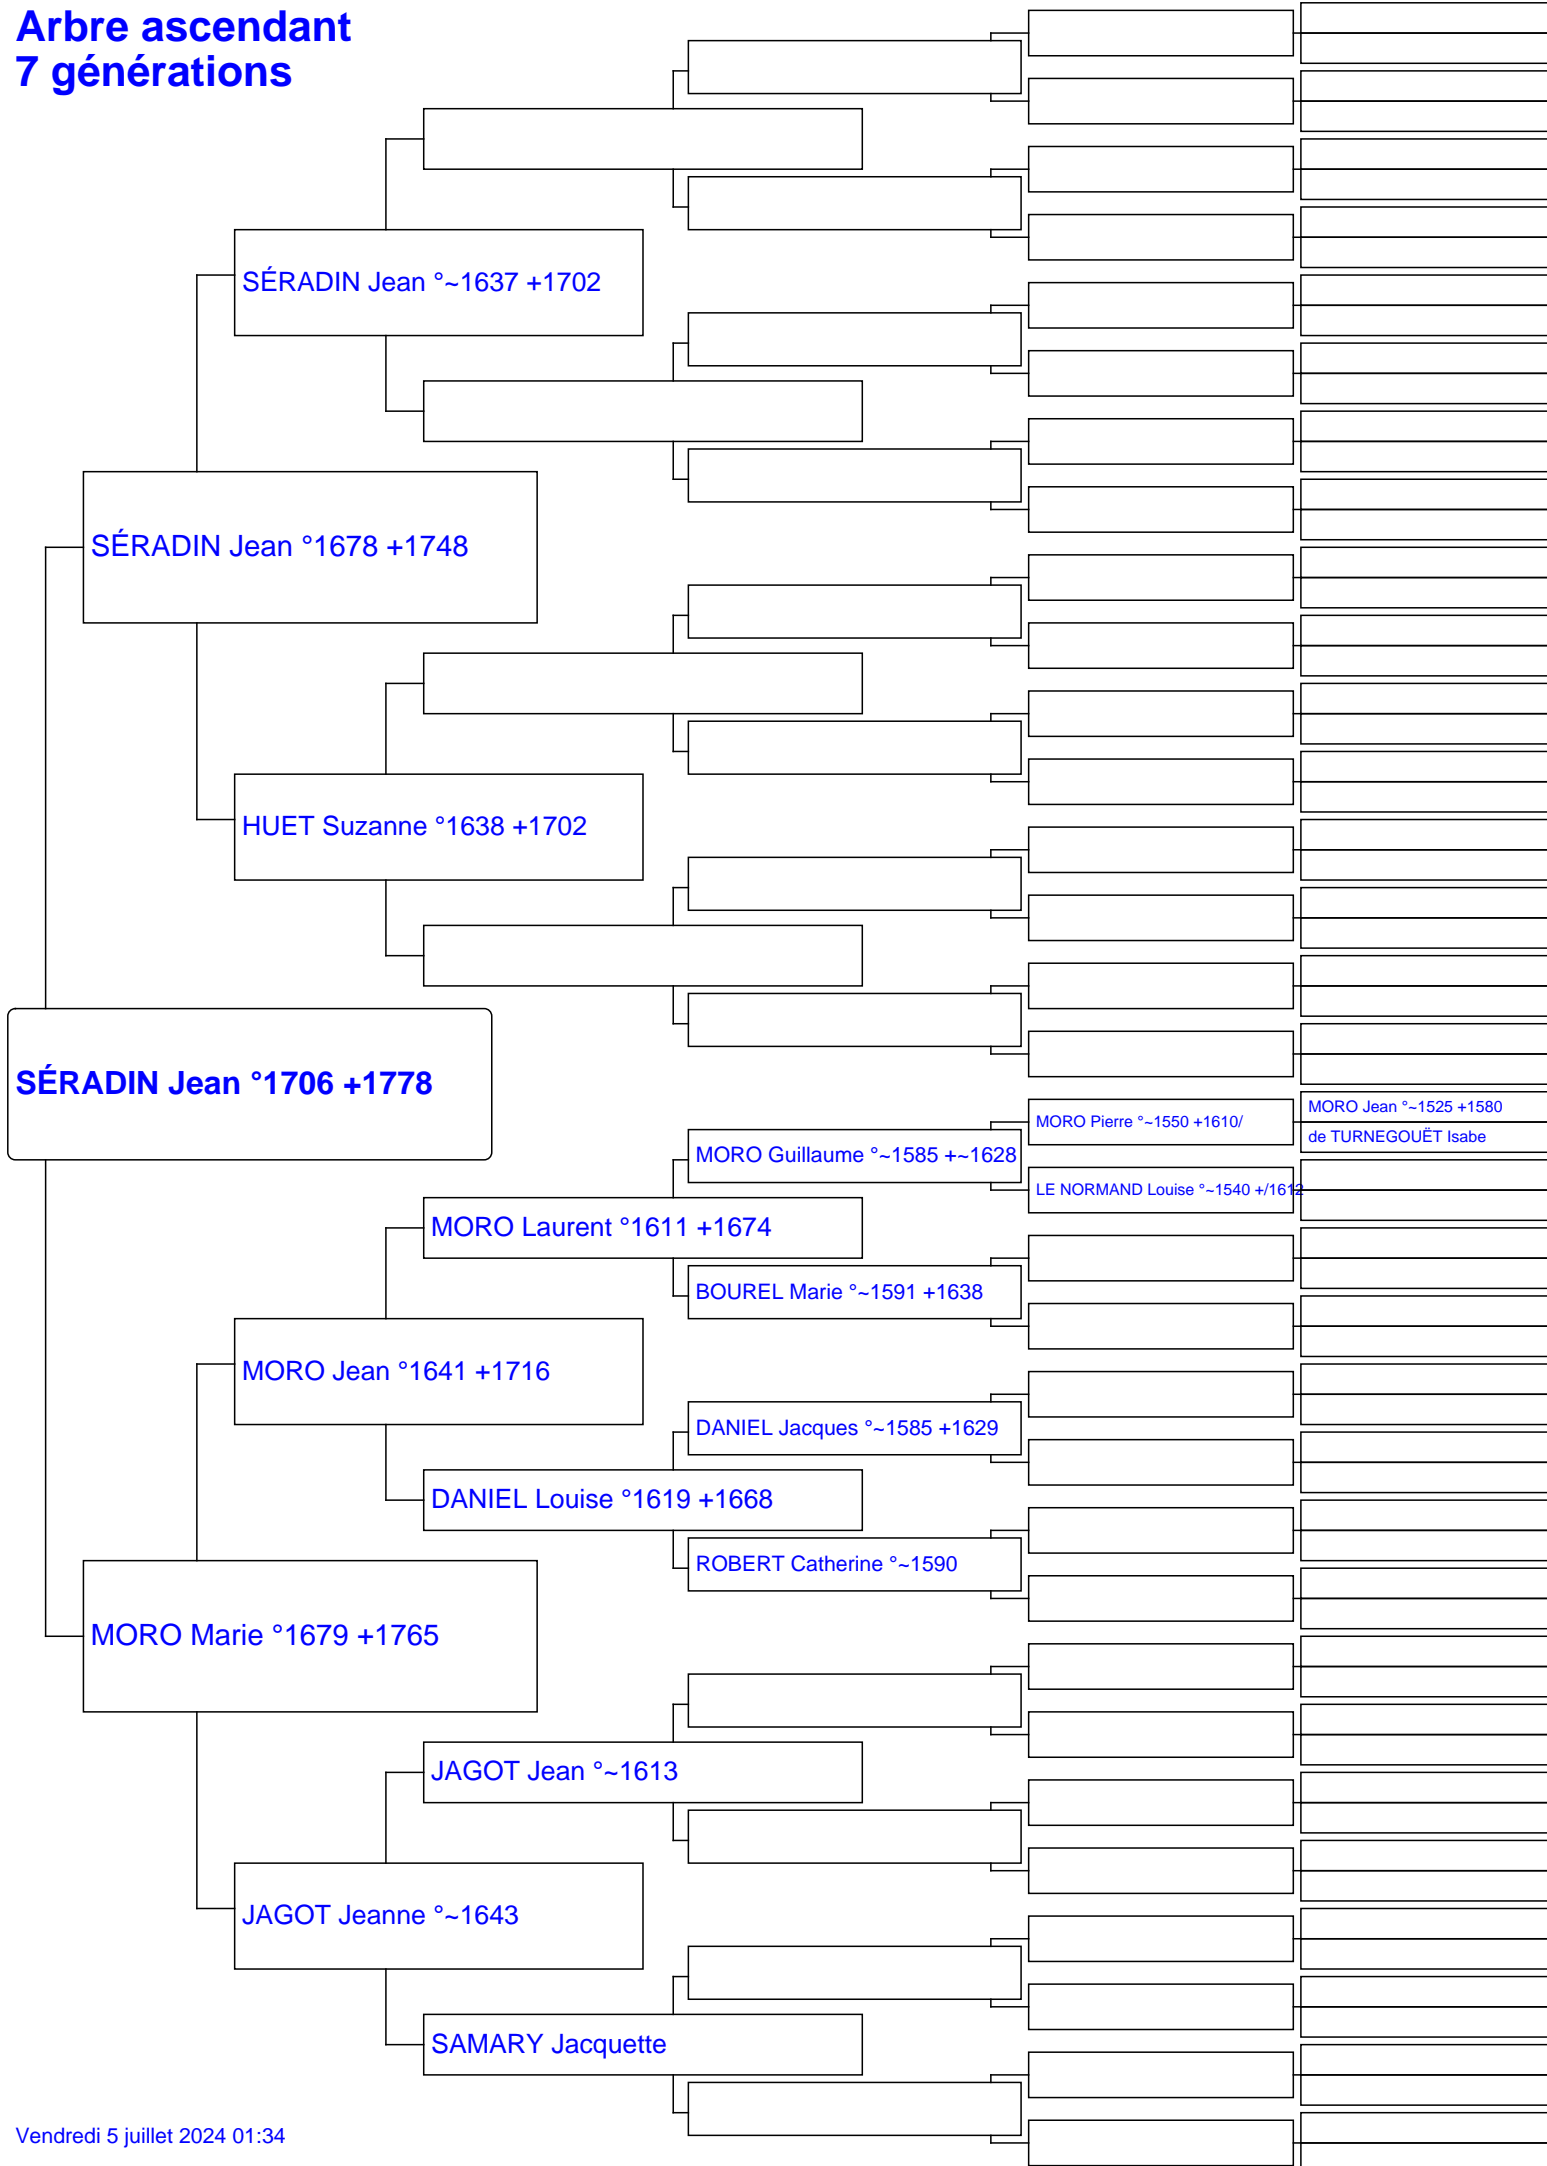 Arbre ascendant
7 générations
SÉRADIN Jean °~1637 +1702
SÉRADIN Jean °1678 +1748
HUET Suzanne °1638 +1702
SÉRADIN Jean °1706 +1778
MORO Jean °~1525 +1580
MORO Pierre °~1550 +1610/
de TURNEGOUËT Isabe
MORO Guillaume °~1585 +~1628
LE NORMAND Louise °~1540 +/1612
MORO Laurent °1611 +1674
BOUREL Marie °~1591 +1638
MORO Jean °1641 +1716
DANIEL Jacques °~1585 +1629
DANIEL Louise °1619 +1668
ROBERT Catherine °~1590
MORO Marie °1679 +1765
JAGOT Jean °~1613
JAGOT Jeanne °~1643
SAMARY Jacquette
Vendredi 5 juillet 2024 01:34